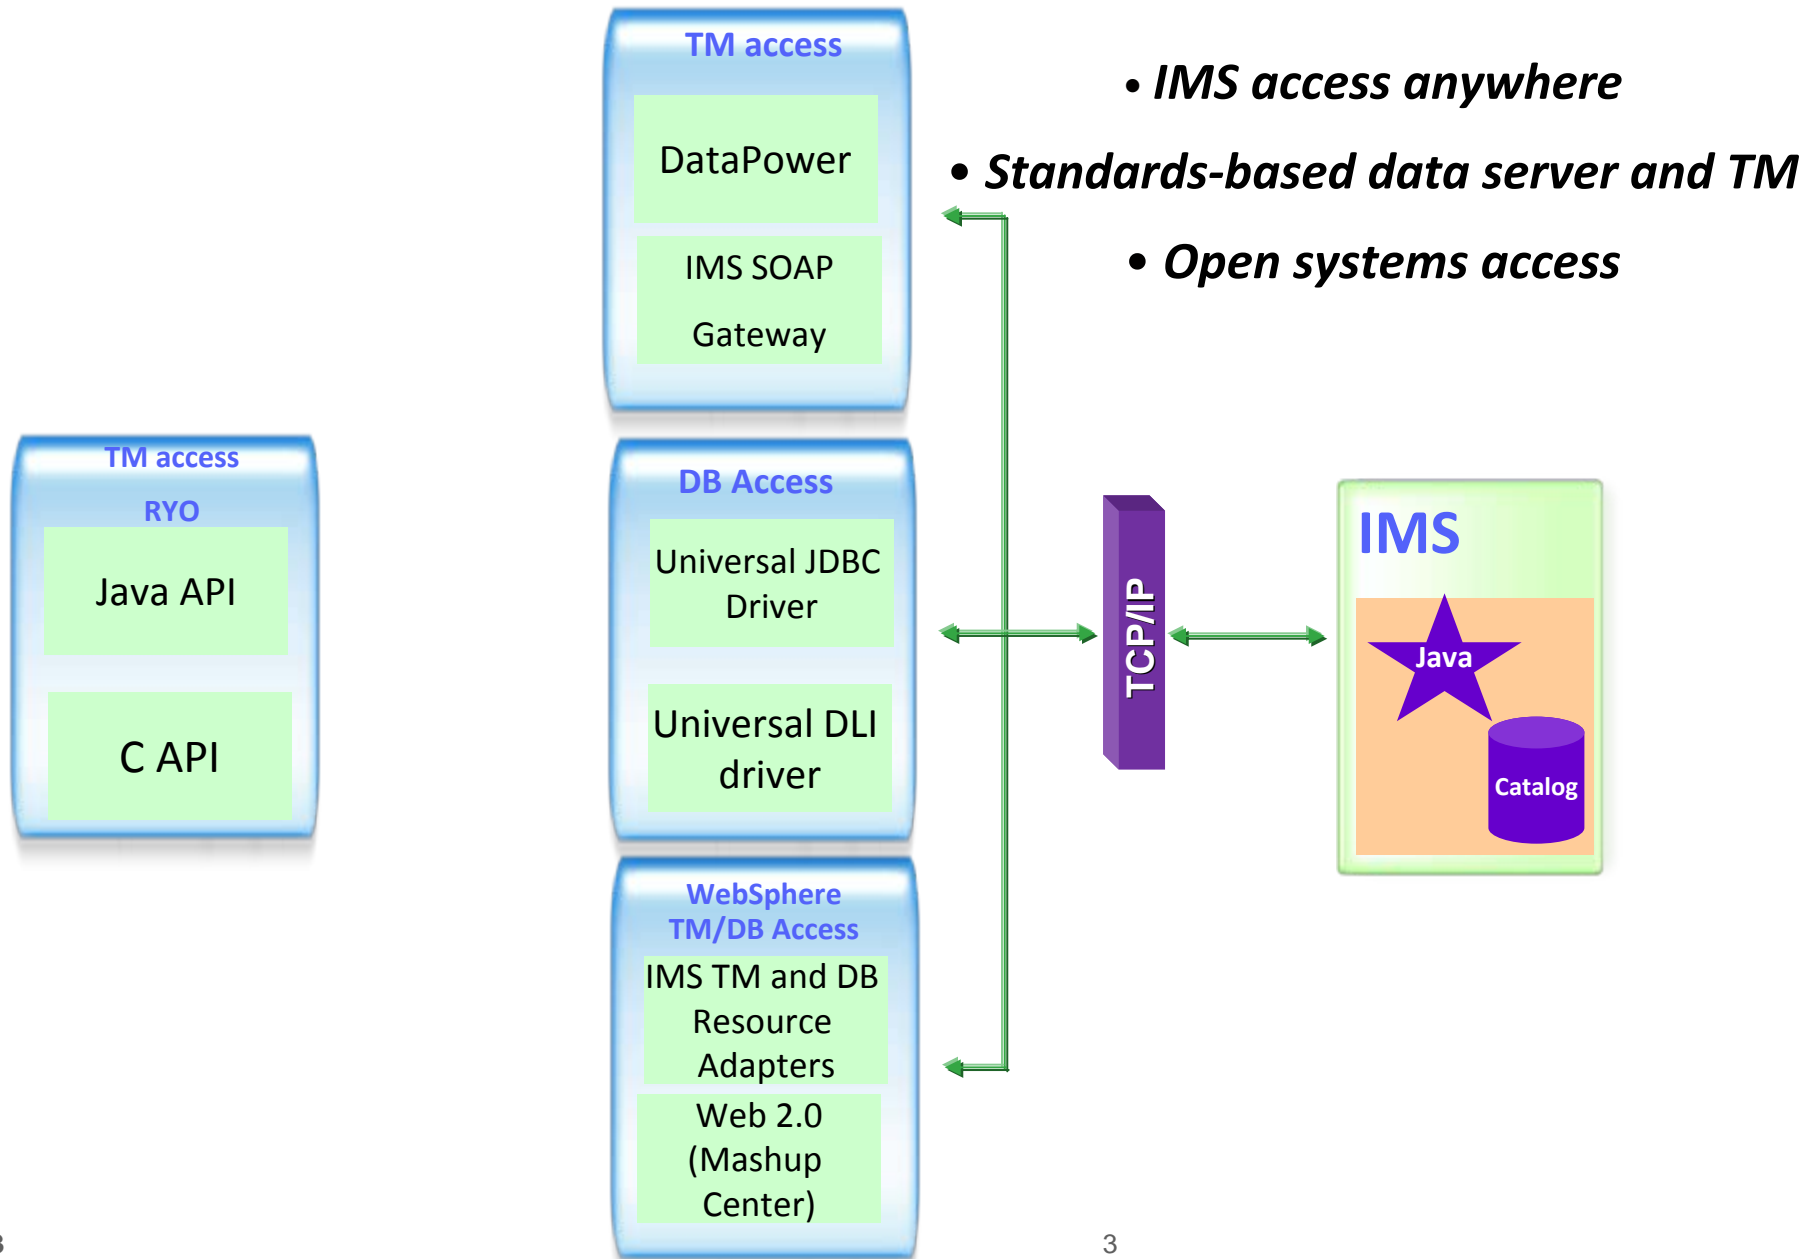 TM access
DataPower
IMS SOAP
Gateway
• IMS access anywhere
• Standards-based data server and TM
• Open systems access
TM access
RYO
Java API
C API
DB Access
Universal JDBC
Driver
Universal DLI
driver
WebSphere
TM/DB Access
IMS TM and DB
Resource
Adapters
Web 2.0
(Mashup
Center)
TCP/IP
IMS
Java
Catalog
3